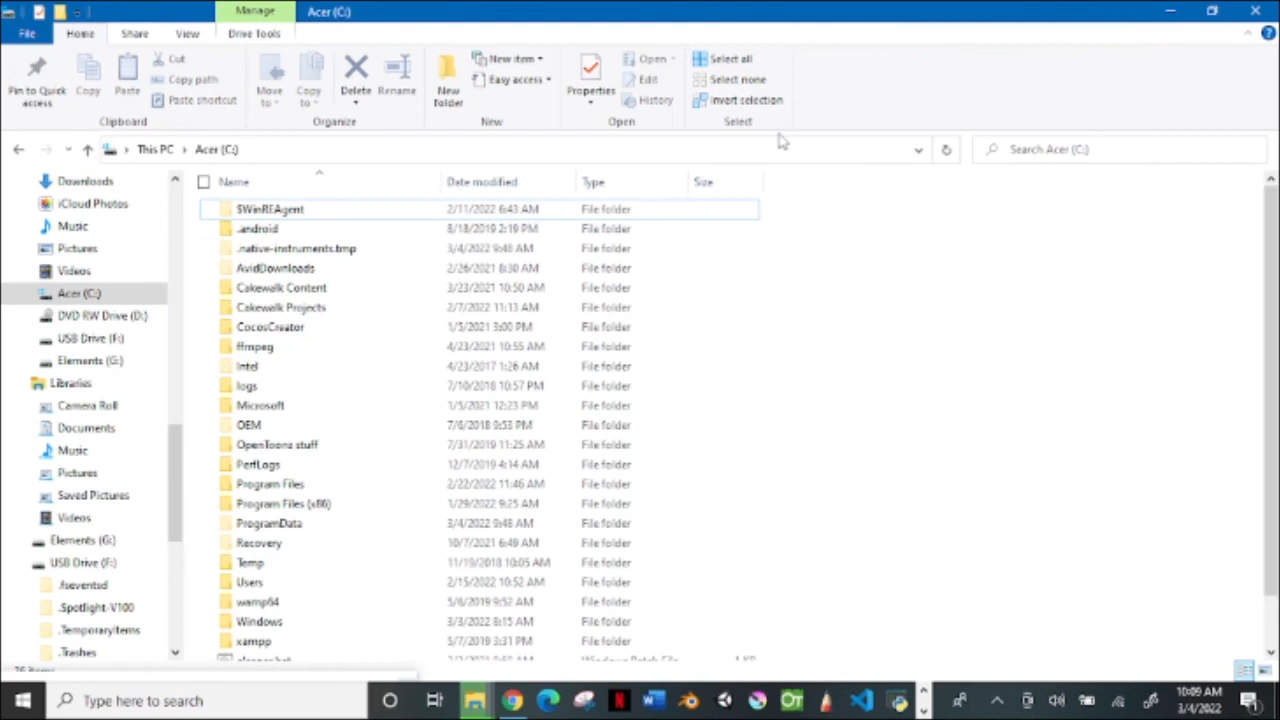 Manage
Acer (C:)
File
Home
Share
View
Drive Tools
Pin to Quick access
Copy
Paste
Cut
Copy path
Paste shortcut
Clipboard
Move to
Copy to
Delete
Rename
Organize
New folder
New item
Easy access
New
Properties
Open
Edit
History
Open
Select all
Select none
Invert selection
Select
This PC
Acer (C:)
Search Acer (C:)
Downloads
iCloud Photos
Music
Pictures
Videos
Acer (C:)
DVD RW Drive (D:)
USB Drive (F:)
Elements (G:)
Libraries
Camera Roll
Documents
Music
Pictures
Saved Pictures
Videos
Elements (G:)
USB Drive (F:)
.fseventsd
.Spotlight-V100
.TemporaryItems
.Trashes
Name Date modified Type Size
$WinREAgent 2/11/2022 6:43 AM File folder
.android 8/18/2019 2:19 PM File folder
.native-instruments.tmp 3/4/2022 9:48 AM File folder
AvidDownloads 2/26/2021 8:30 AM File folder
Cakewalk Content 3/23/2021 10:50 AM File folder
Cakewalk Projects 2/7/2022 11:13 AM File folder
CocosCreator 1/5/2021 3:00 PM File folder
ffmpeg 4/23/2021 10:55 AM File folder
Intel 4/23/2017 1:26 AM File folder
logs 7/10/2018 10:57 PM File folder
Microsoft 1/5/2021 12:23 PM File folder
OEM 7/6/2018 9:53 PM File folder
OpenToonz stuff 7/31/2019 11:25 AM File folder
PerfLogs 12/7/2019 4:14 AM File folder
Program Files 2/22/2022 11:46 AM File folder
Program Files (x86) 1/29/2022 9:25 AM File folder
ProgramData 3/4/2022 9:48 AM File folder
Recovery 10/7/2021 6:49 AM File folder
Temp 11/19/2018 10:05 AM File folder
Users 2/15/2022 10:52 AM File folder
wamp64 5/6/2019 9:52 AM File folder
Windows 3/3/2022 8:15 AM File folder
xampp 5/7/2019 3:31 PM File folder
Type here to search
10:09 AM
3/4/2022